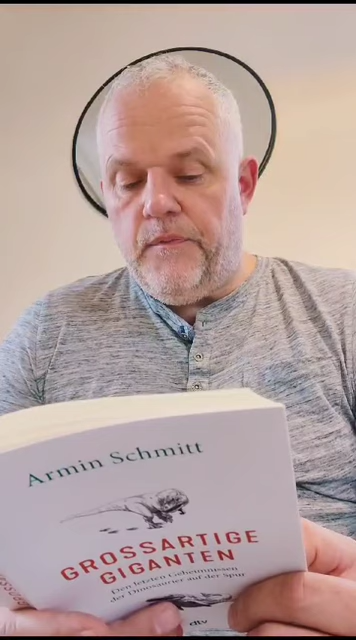 Armin Schmitt
GROSSARTIGE
GIGANTEN
Den letzten Geheimnissen
der Dinosaurier auf der Spur
dtv